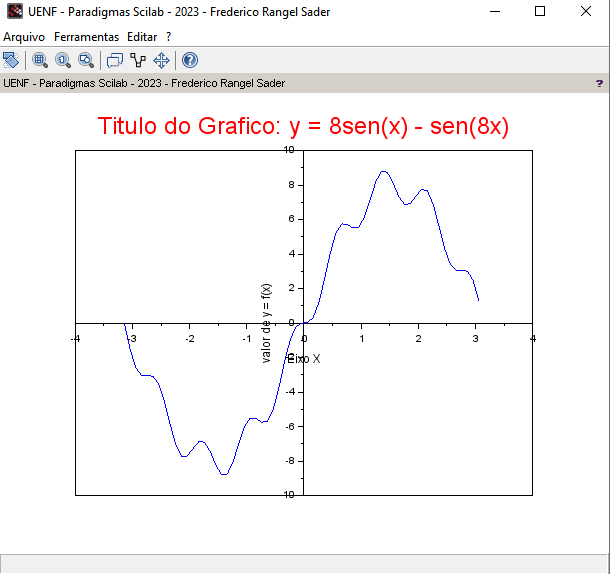 UENF - Paradigmas Scilab - 2023 - Frederico Rangel Sader
Arquivo Ferramentas Editar ?
UENF - Paradigmas Scilab - 2023 - Frederico Rangel Sader ?
Titulo do Grafico: y = 8sen(x) - sen(8x)
10
8
6
4
2
0
-4 -3 -2 -1 0 1 2 3 4
valor de y = f(x)
-2
Eixo X
-4
-6
-8
-10